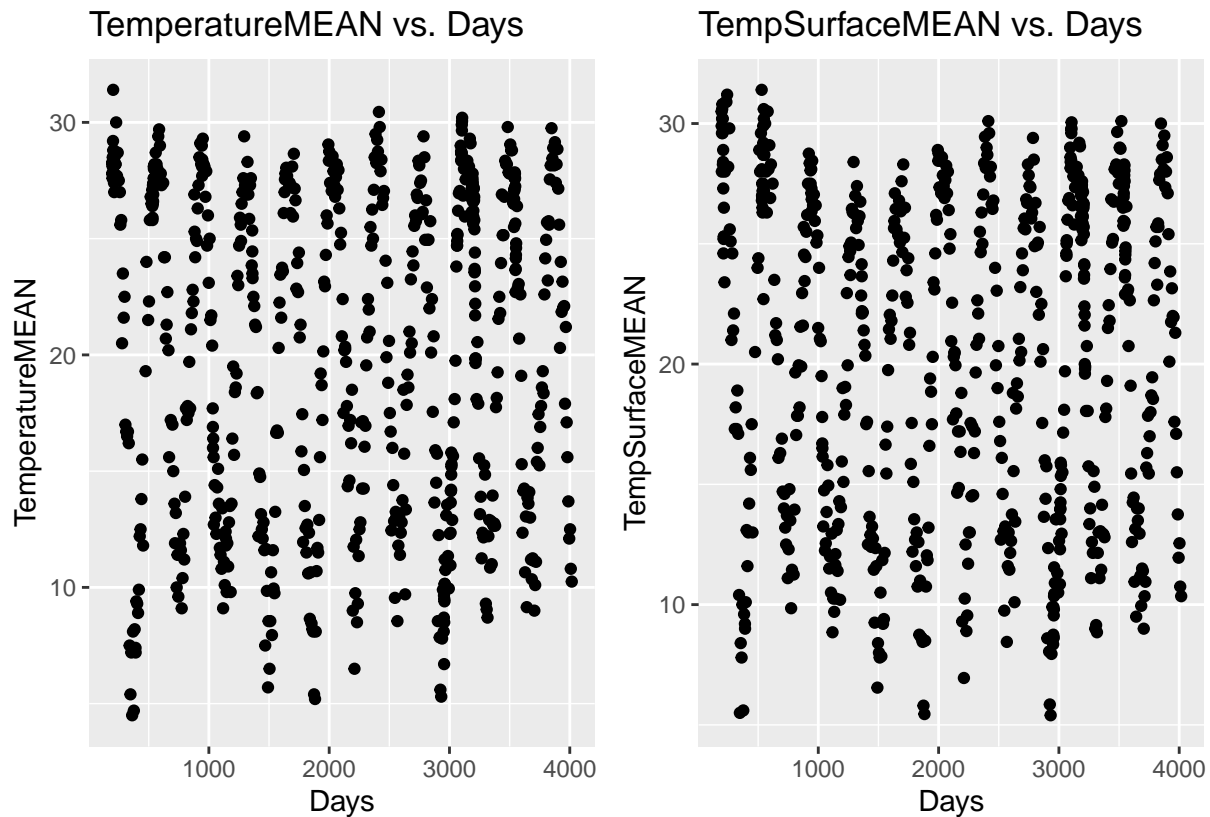 TemperatureMEAN vs. Days
TempSurfaceMEAN vs. Days
TemperatureMEAN
30
20
10
1000 2000 3000 4000
Days
TempSurfaceMEAN
30
20
10
1000 2000 3000 4000
Days